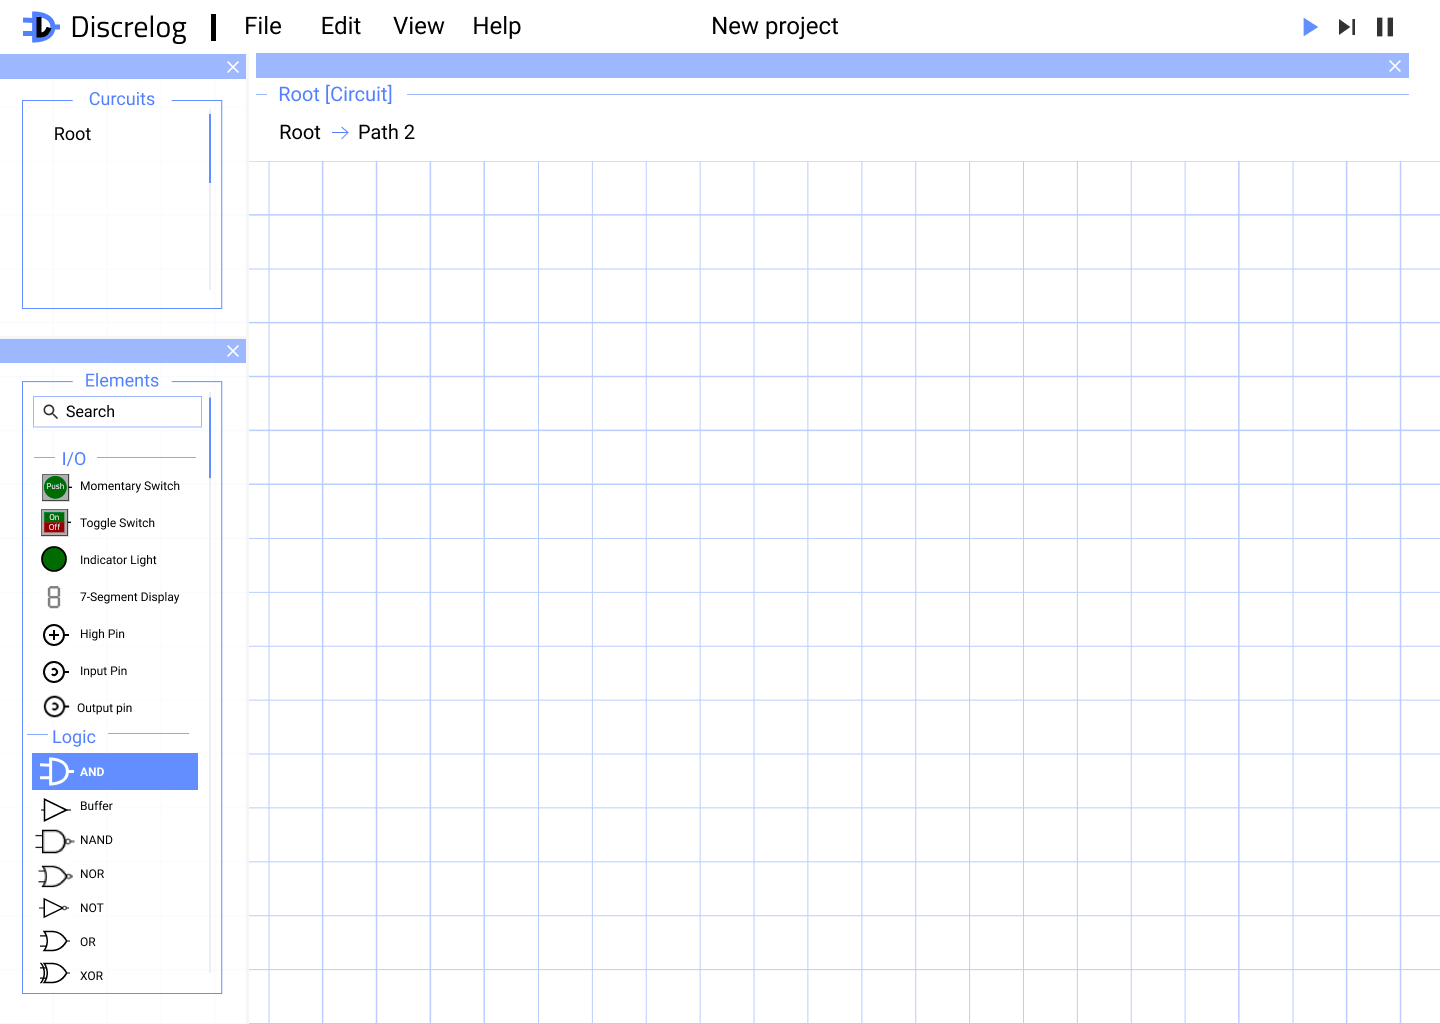 Discrelog File Edit View Help New project
Curcuits
Root
Root [Circuit]
Root → Path 2
Elements
Search
I/O
Push Momentary Switch
On
Off
Toggle Switch
Indicator Light
7-Segment Display
High Pin
Input Pin
Output pin
Logic
AND
Buffer
NAND
NOR
NOT
OR
XOR